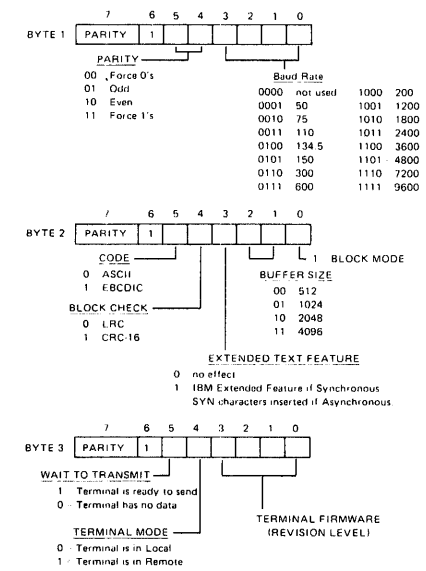 7 6 5 4 3 2 1 0
BYTE 1 PARITY 1
PARITY
00 Force 0's
01 Odd
10 Even
11 Force 1's
Baud Rate
0000 not used 1000 200
0001 50 1001 1200
0010 75 1010 1800
0011 110 1011 2400
0100 134.5 1100 3600
0101 150 1101 4800
0110 300 1110 7200
0111 600 1111 9600
7 6 5 4 3 2 1 0
BYTE 2 PARITY 1
1 BLOCK MODE
CODE
0 ASCII
1 EBCDIC
BUFFER SIZE
00 512
01 1024
10 2048
11 4096
BLOCK CHECK
0 LRC
1 CRC-16
EXTENDED TEXT FEATURE
0 no effect
1 IBM Extended Feature if Synchronous
SYN characters inserted if Asynchronous.
7 6 5 4 3 2 1 0
BYTE 3 PARITY 1
WAIT TO TRANSMIT
1 Terminal is ready to send
0 - Terminal has no data
TERMINAL FIRMWARE
(REVISION LEVEL)
TERMINAL MODE
0 - Terminal is in Local
1 - Terminal is in Remote